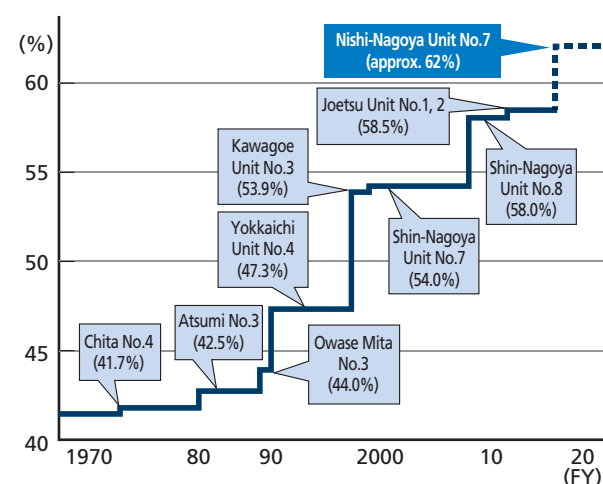 (%)
60
55
50
45
40
Nishi-Nagoya Unit No.7
(approx. 62%)
Joetsu Unit No.1, 2
(58.5%)
Kawagoe
Unit No.3
(53.9%)
Shin-Nagoya
Unit No.8
(58.0%)
Yokkaichi
Unit No.4
(47.3%)
Shin-Nagoya
Unit No.7
(54.0%)
Chita No.4
(41.7%)
Atsumi No.3
(42.5%)
Owase Mita
No.3
(44.0%)
1970 80 90 2000 10 20
(FY)